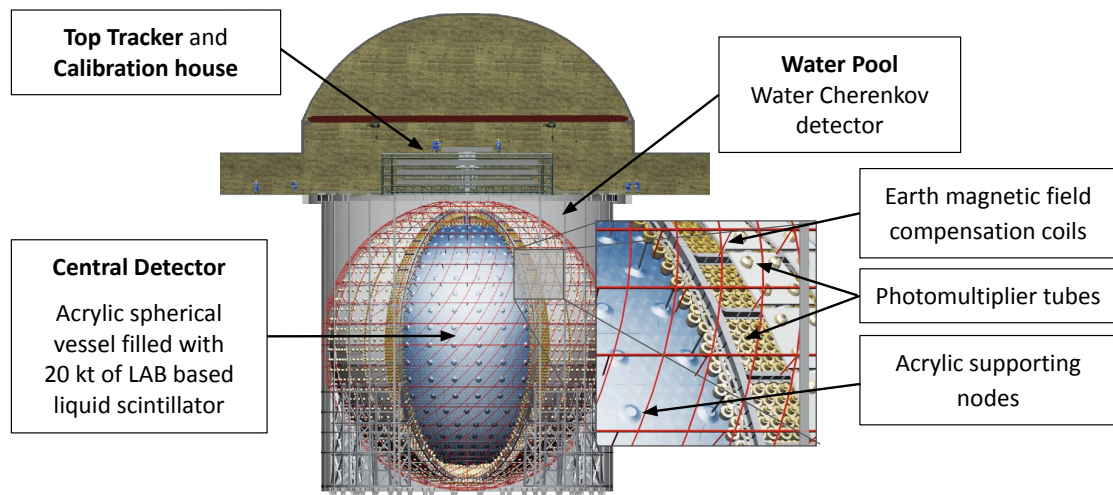 Top Tracker and
Calibration house
Water Pool
Water Cherenkov
detector
Earth magnetic field
compensation coils
Central Detector
Acrylic spherical
vessel filled with
20 kt of LAB based
liquid scintillator
Photomultiplier tubes
Acrylic supporting
nodes